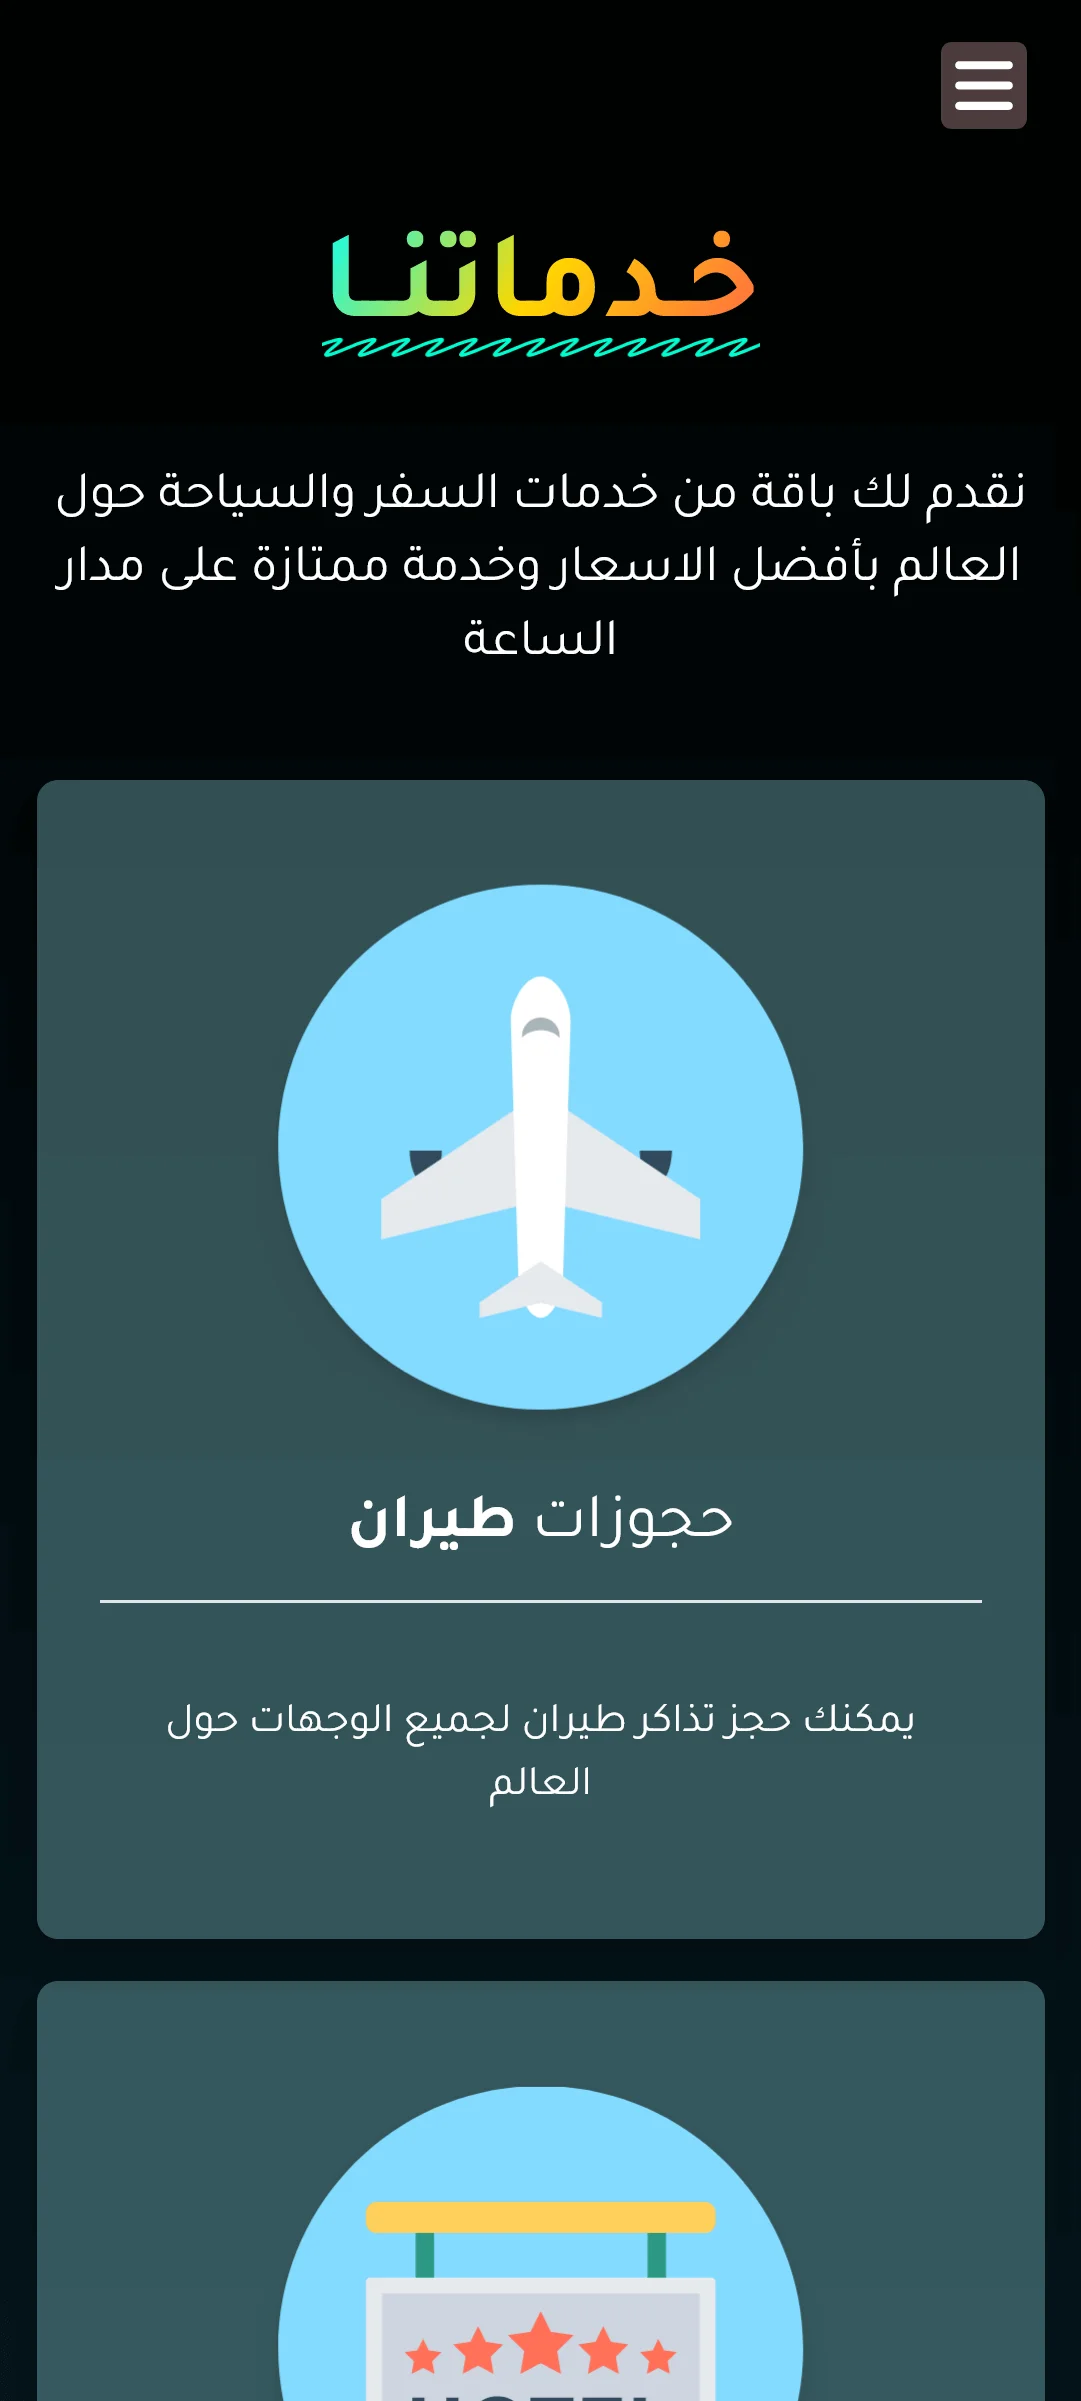 خدماتنا
نقدم لك باقة من خدمات السفر والسياحة حول
العالم بأفضل الاسعار وخدمة ممتازة على مدار
الساعة
حجوزات طيران
يمكنك حجز تذاكر طيران لجميع الوجهات حول
العالم
HOTEL